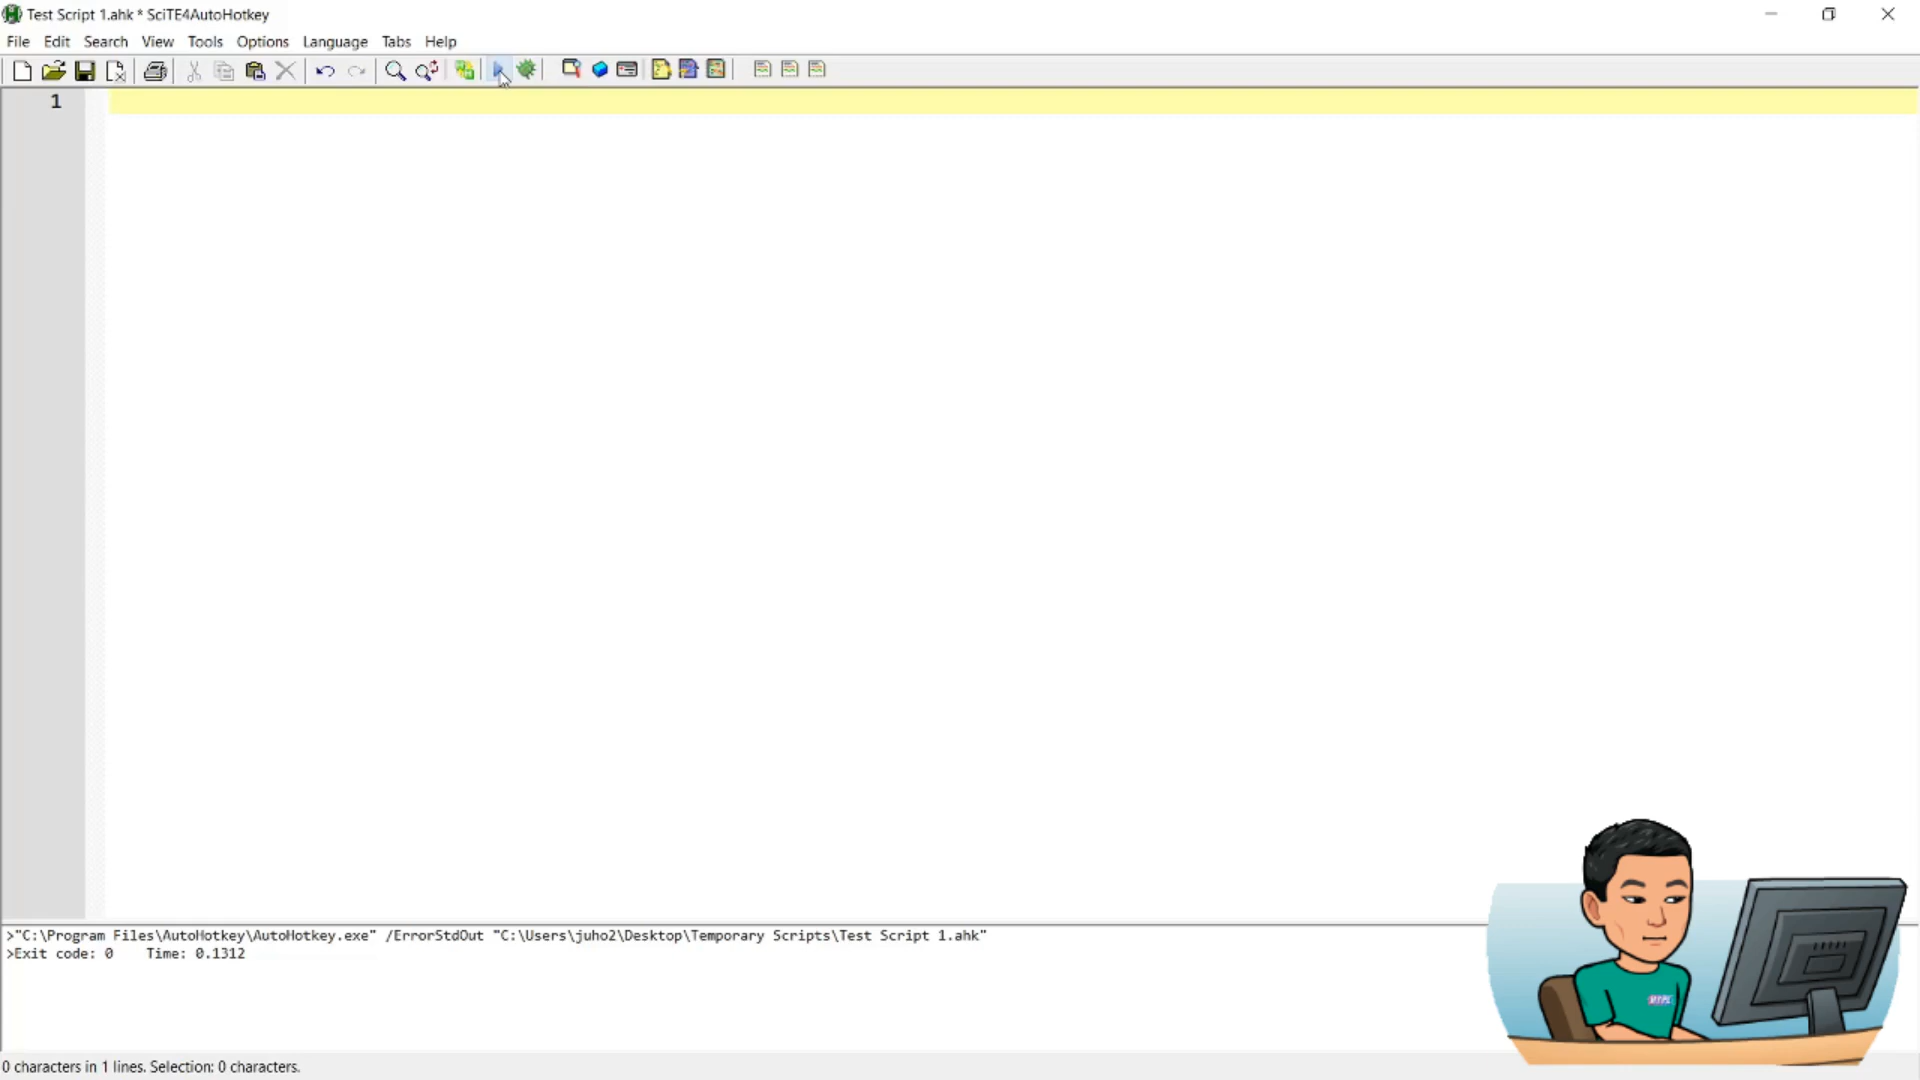 Test Script 1.ahk * SciTE4AutoHotkey
File Edit Search View Tools Options Language Tabs Help
1
>"C:\Program Files\AutoHotkey\AutoHotkey.exe" /ErrorStdOut "C:\Users\juho2\Desktop\Temporary Scripts\Test Script 1.ahk"
>Exit code: 0    Time: 0.1312
0 characters in 1 lines. Selection: 0 characters.